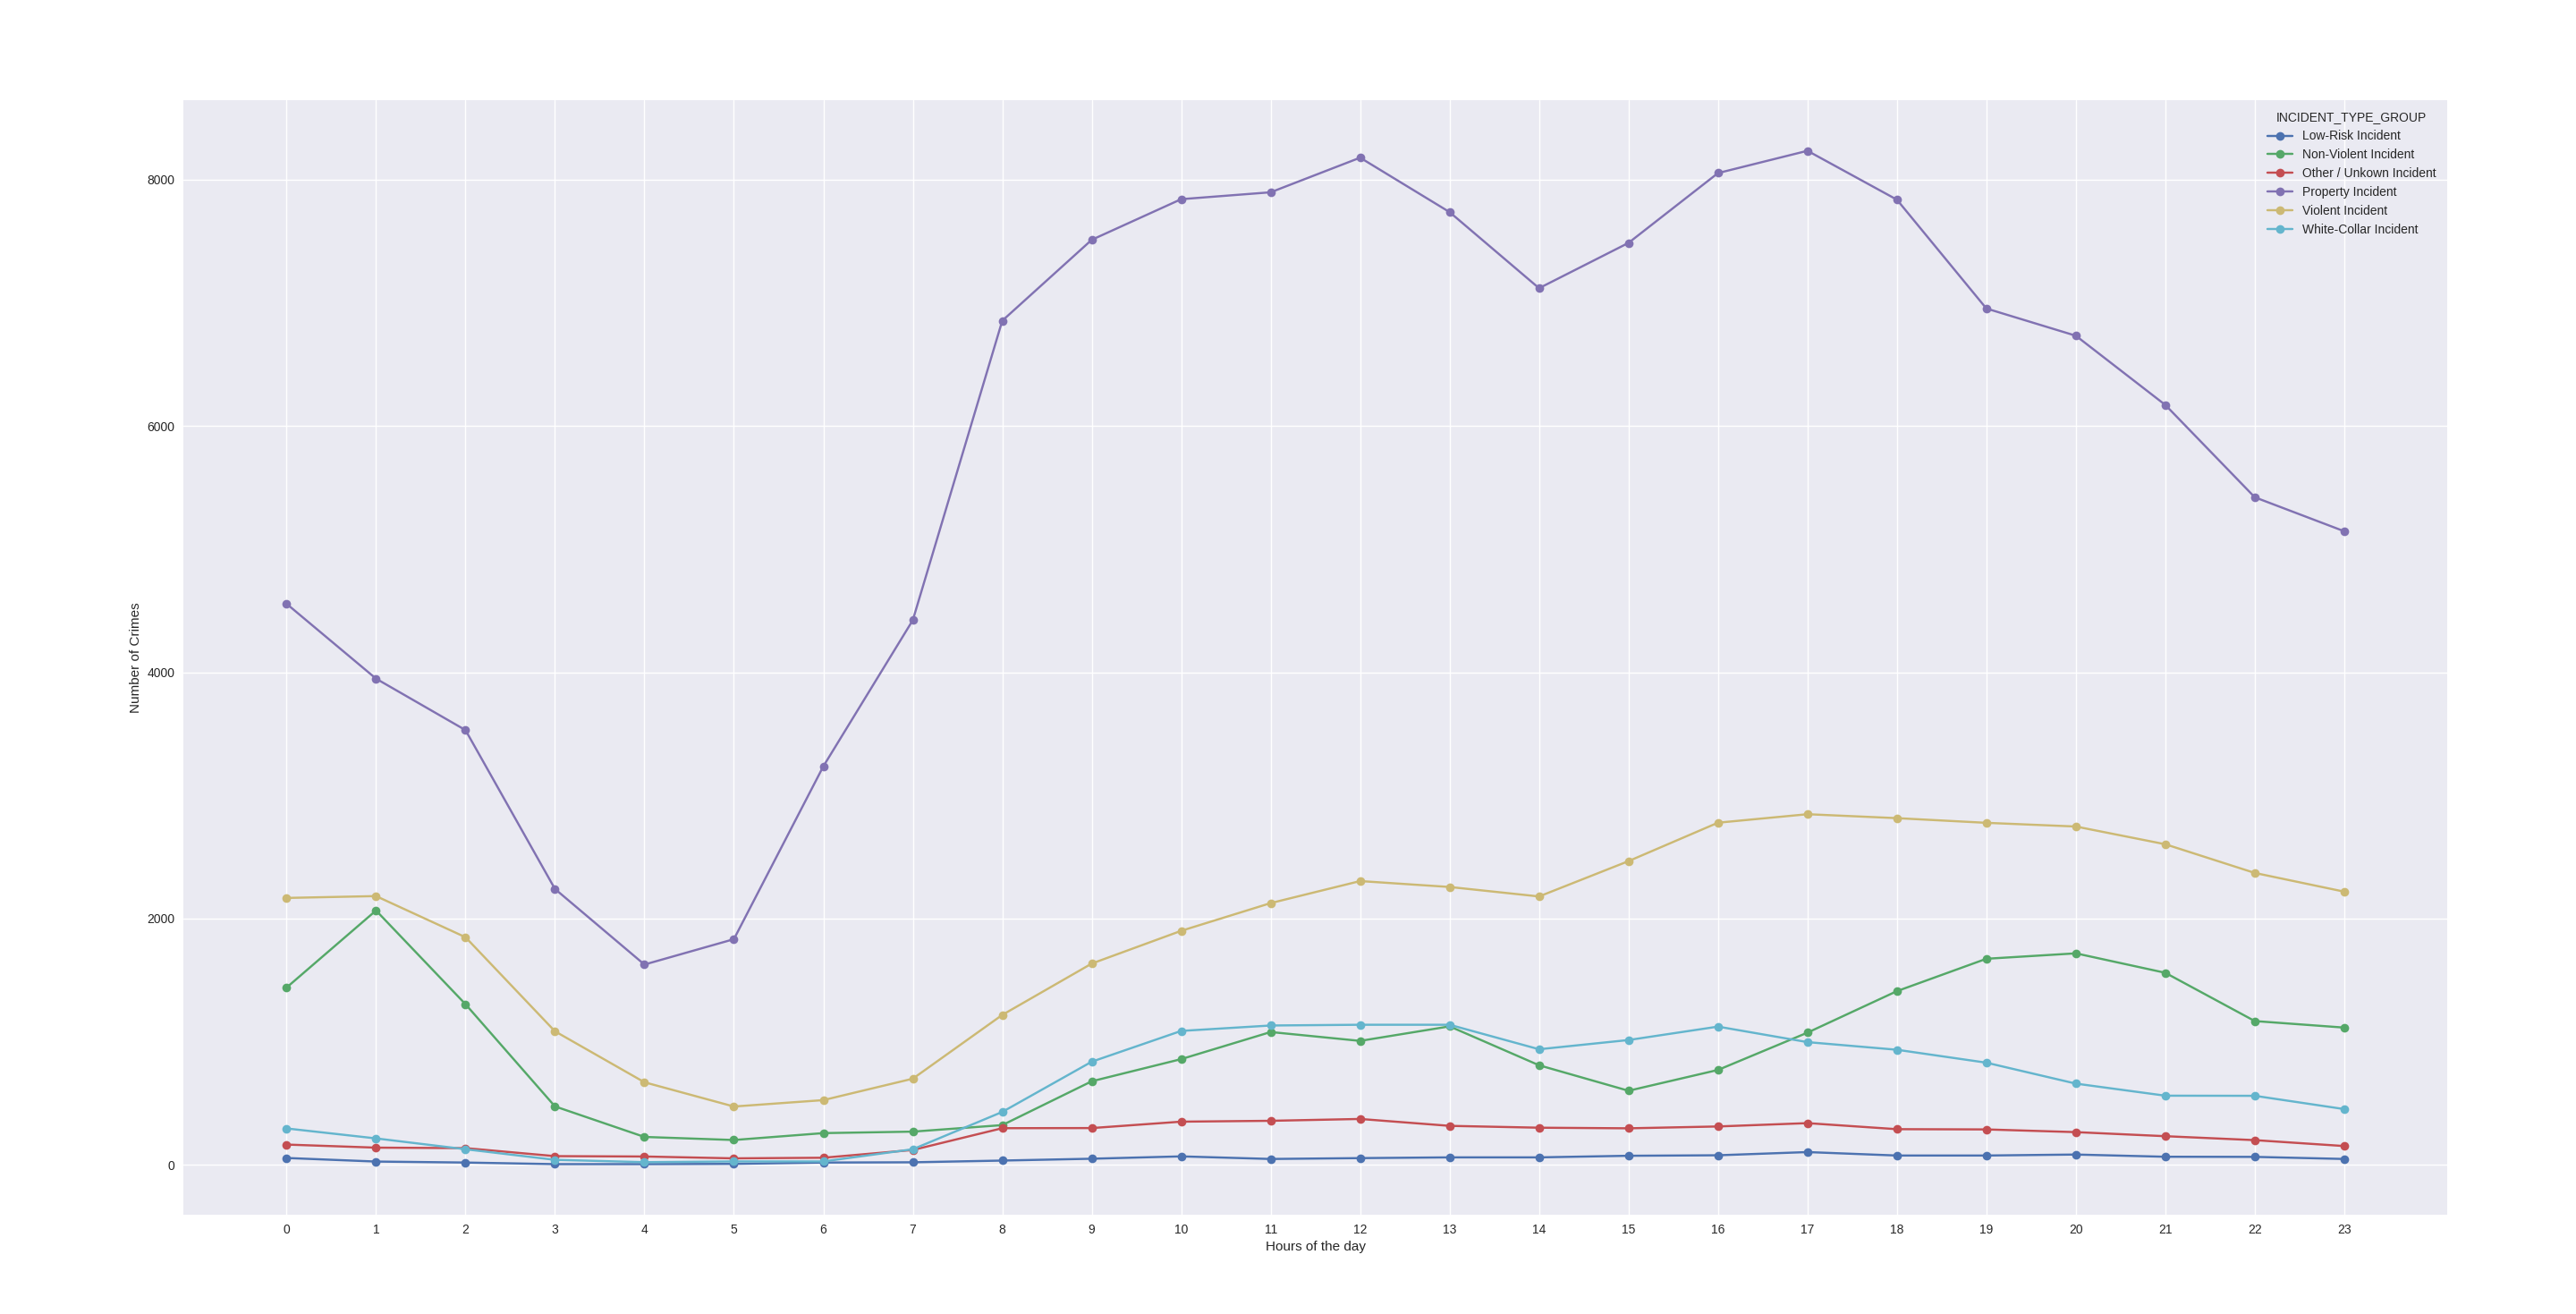 INCIDENT_TYPE_GROUP
Low-Risk Incident
Non-Violent Incident
Other / Unkown Incident
Property Incident
Violent Incident
White-Collar Incident
8000
6000
4000
2000
0
Number of Crimes
0 1 2 3 4 5 6 7 8 9 10 11 12 13 14 15 16 17 18 19 20 21 22 23
Hours of the day